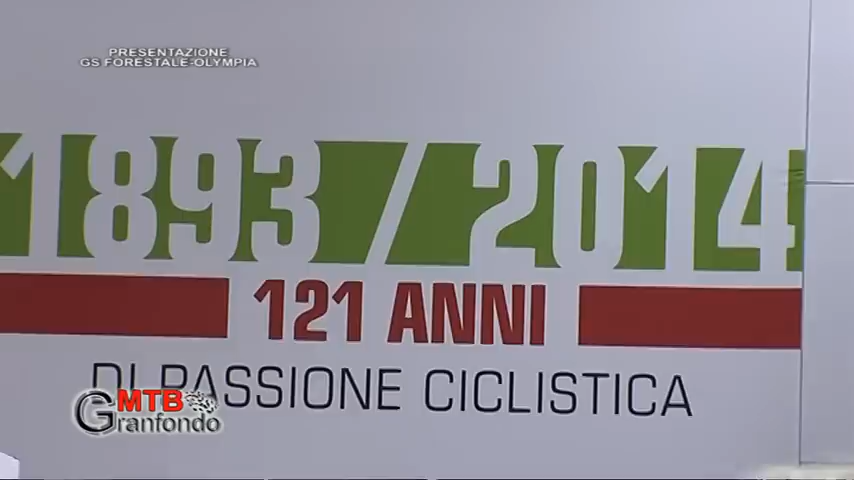 PRESENTAZIONE
GS FORESTALE-OLYMPIA
1893/2014
121 ANNI
DI PASSIONE CICLISTICA
MTB
Granfondo